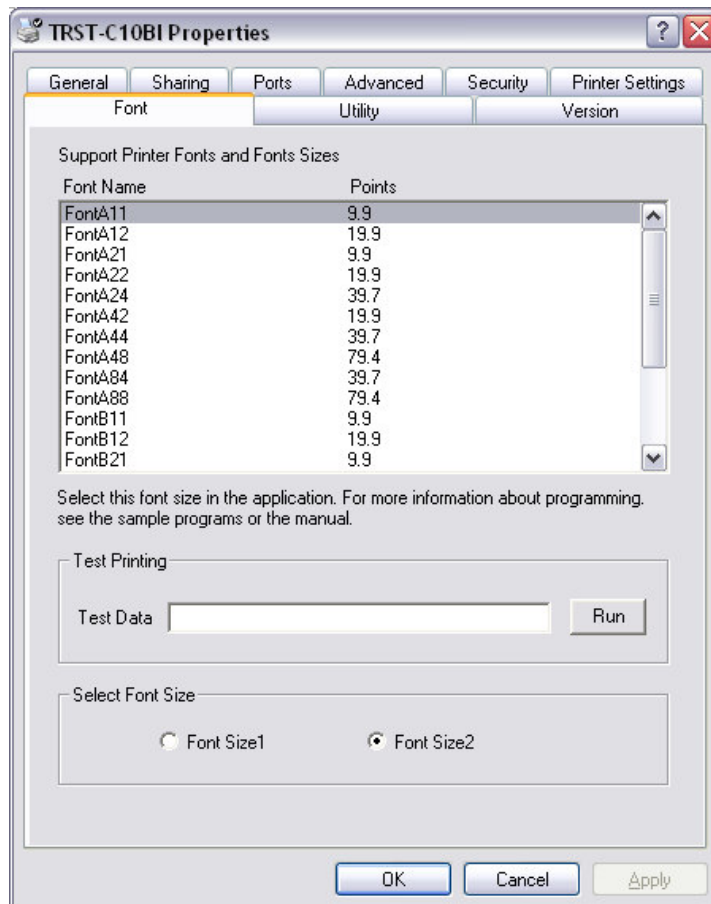 TRST-C10BI Properties
General Sharing Ports Advanced Security Printer Settings
Font Utility Version
Support Printer Fonts and Fonts Sizes
Font Name Points
FontA11 9.9
FontA12 19.9
FontA21 9.9
FontA22 19.9
FontA24 39.7
FontA42 19.9
FontA44 39.7
FontA48 79.4
FontA84 39.7
FontA88 79.4
FontB11 9.9
FontB12 19.9
FontB21 9.9
Select this font size in the application. For more information about programming.
see the sample programs or the manual.
Test Printing
Test Data Run
Select Font Size
Font Size1 Font Size2
OK Cancel Apply